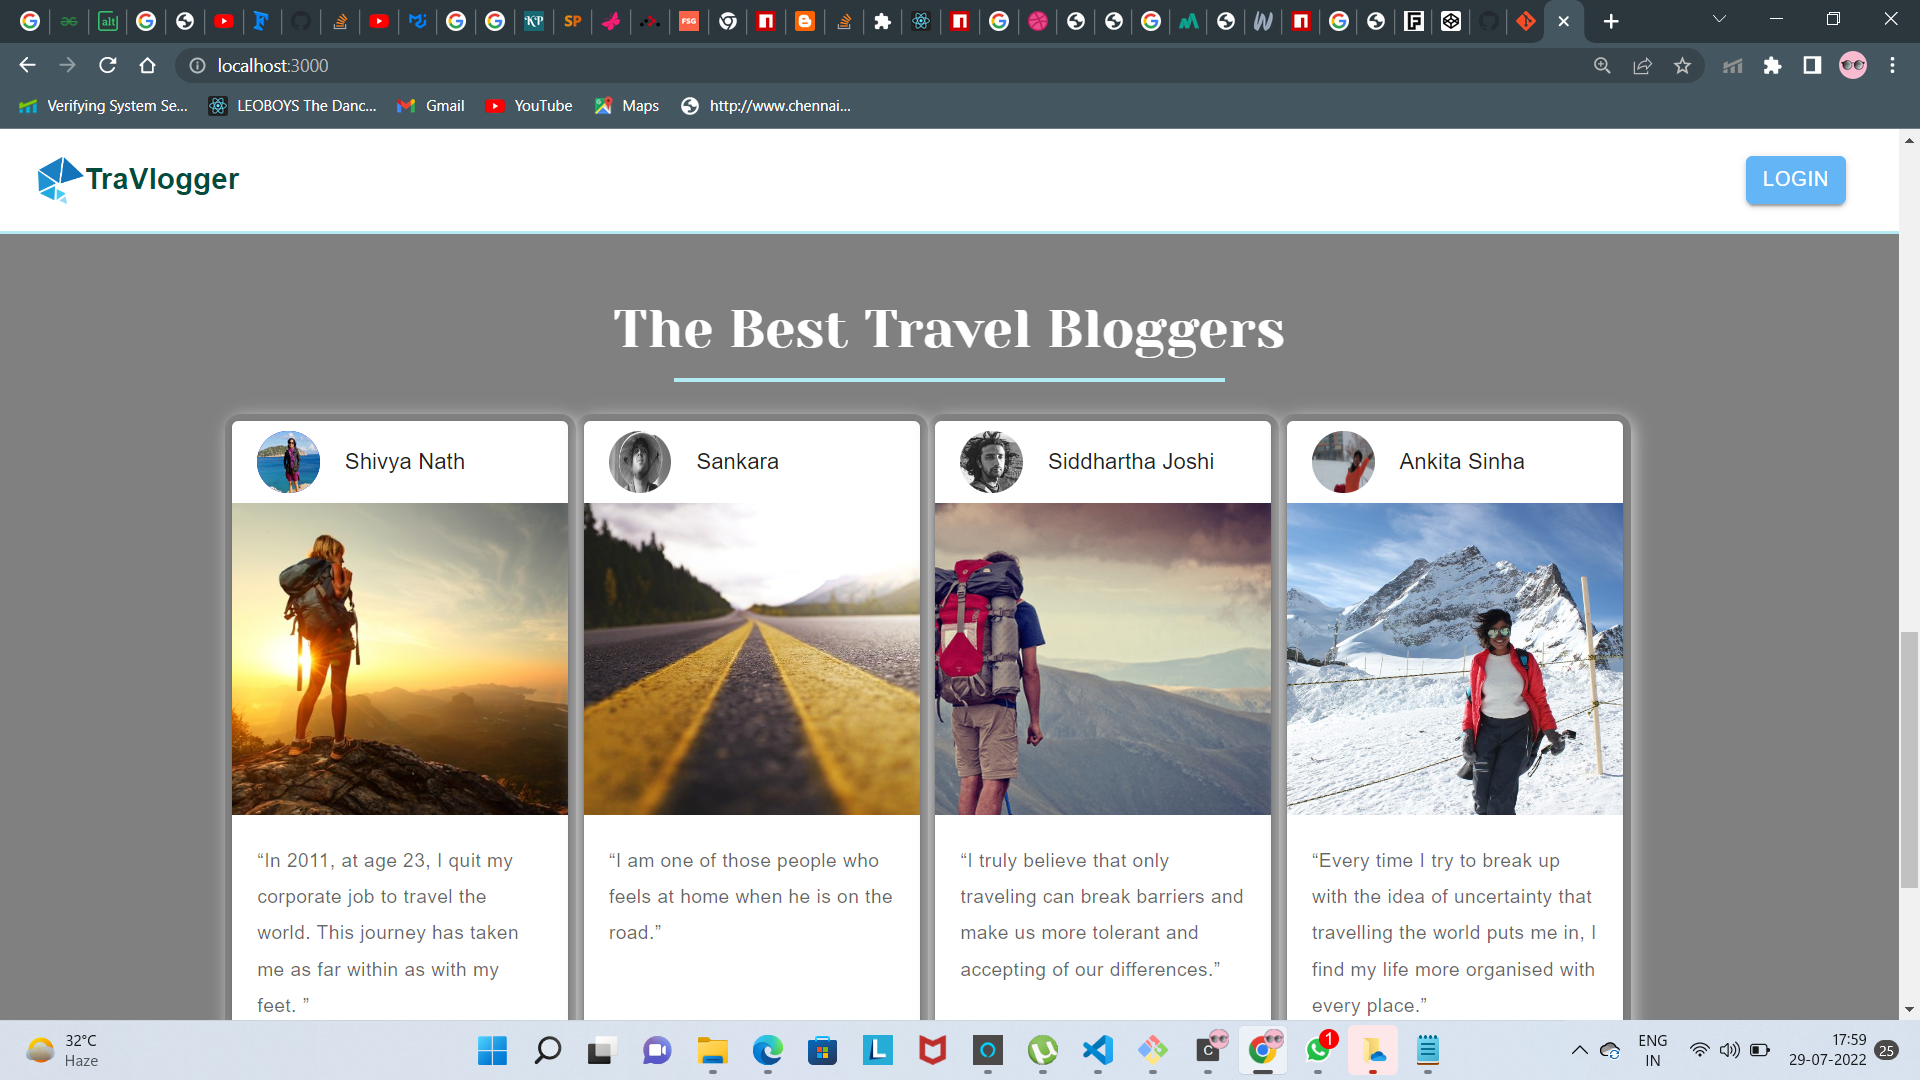 alt
KP
SP
FSG
localhost:3000
Verifying System Se...
LEOBOYS The Danc...
Gmail
YouTube
Maps
http://www.chennai...
TraVlogger
LOGIN
The Best Travel Bloggers
Shivya Nath
Sankara
Siddhartha Joshi
Ankita Sinha
“In 2011, at age 23, I quit my
corporate job to travel the
world. This journey has taken
me as far within as with my
feet. ”
“I am one of those people who
feels at home when he is on the
road.”
“I truly believe that only
traveling can break barriers and
make us more tolerant and
accepting of our differences.”
“Every time I try to break up
with the idea of uncertainty that
travelling the world puts me in, I
find my life more organised with
every place.”
32°C
Haze
L
C
1
ENG
IN
17:59
29-07-2022
25